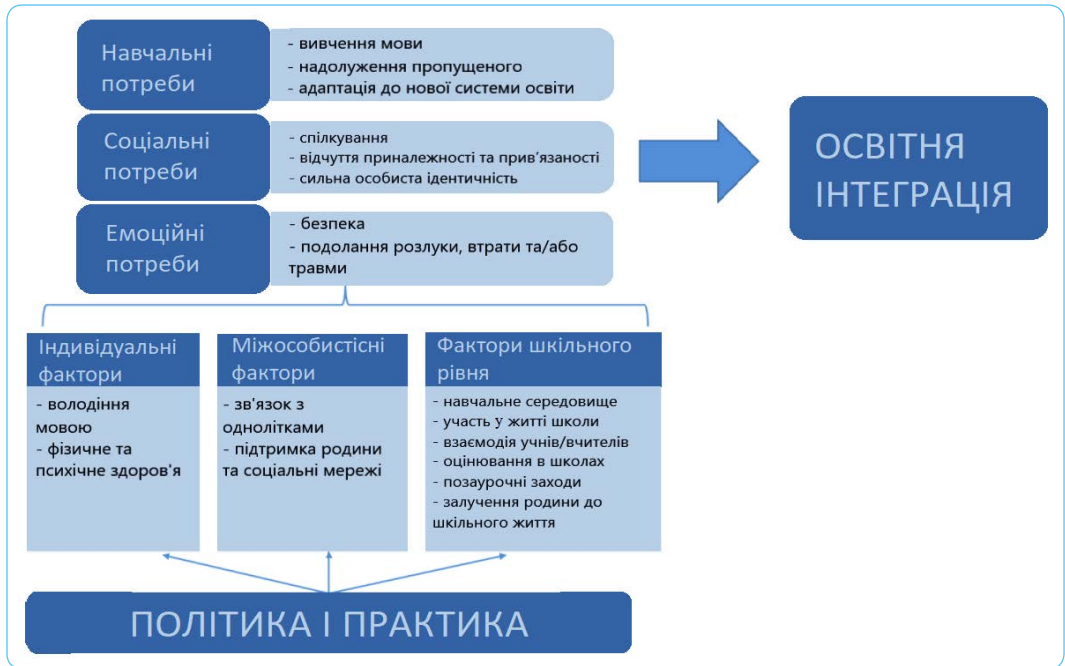 Навчальні
потреби
- вивчення мови
- надолуження пропущеного
- адаптація до нової системи освіти
Соціальні
потреби
- спілкування
- відчуття приналежності та прив'язаності
- сильна особиста ідентичність
Емоційні
потреби
- безпека
- подолання розлуки, втрати та/або
травми
ОСВІТНЯ
ІНТЕГРАЦІЯ
Індивідуальні
фактори
- володіння
мовою
- фізичне та
психічне здоров'я
Міжособистісні
фактори
- зв'язок з
однолітками
- підтримка родини
та соціальні мережі
Фактори шкільного
рівня
- навчальне середовище
- участь у житті школи
- взаємодія учнів/вчителів
- оцінювання в школах
- позаурочні заходи
- залучення родини до
шкільного життя
ПОЛІТИКА І ПРАКТИКА